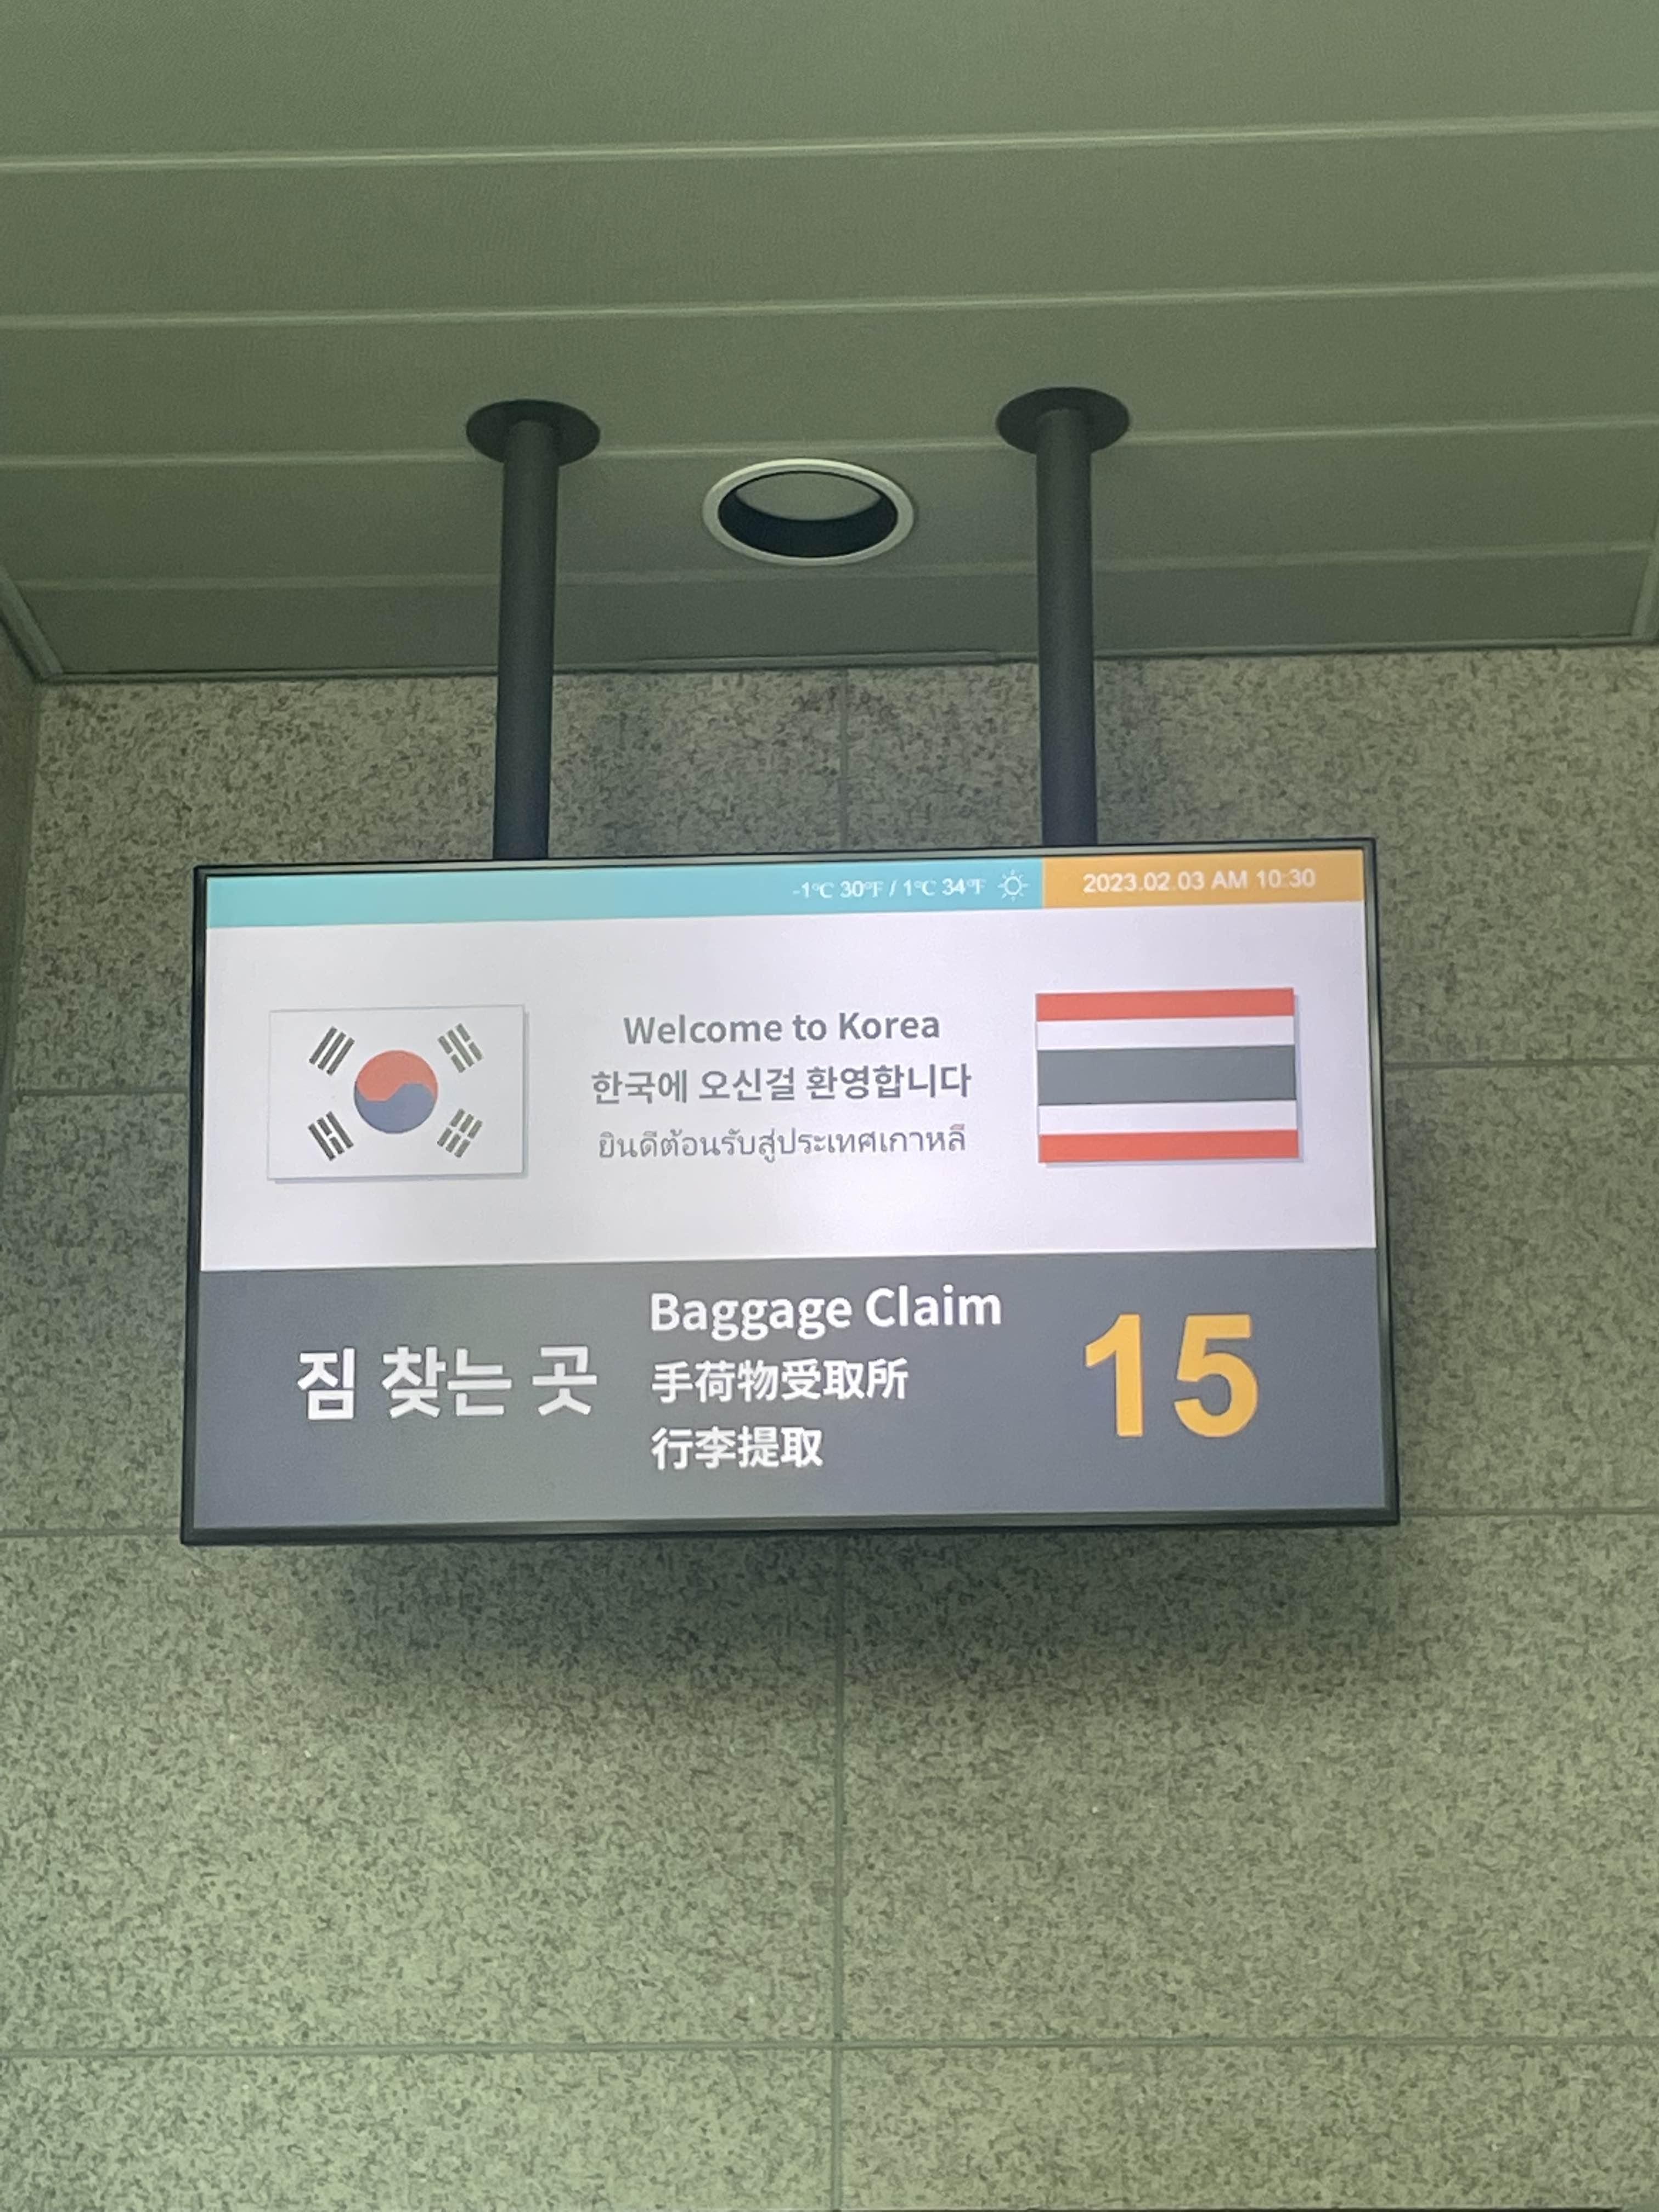 -1℃ 30℉ / 1℃ 34℉
2023.02.03 AM 10:30
Welcome to Korea
한국에 오신걸 환영합니다
ยินดีต้อนรับสู่ประเทศเกาหลี
짐 찾는 곳
Baggage Claim
手荷物受取所
行李提取
15